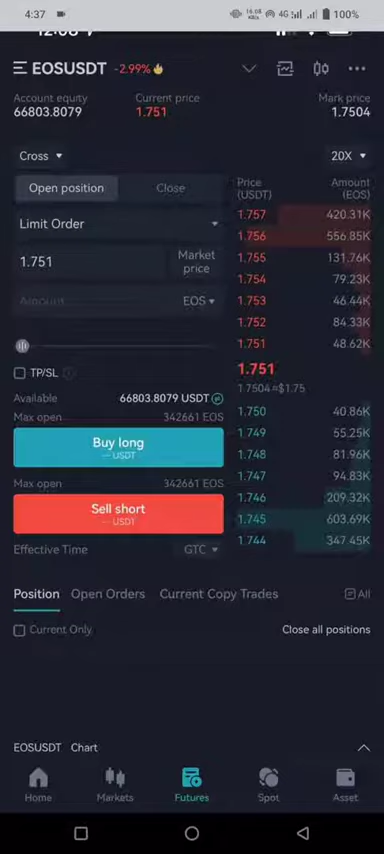 4:37 16.08 KB/s 4G 100%
EOSUSDT -2.99%
Account equity Current price Mark price
66803.8079 1.751 1.7504
Cross 20X
Open position Close
Limit Order
1.751 Market price
Amount EOS
TP/SL
Available 66803.8079 USDT
Max open 342661 EOS
Buy long
-- USDT
Max open 342661 EOS
Sell short
-- USDT
Effective Time GTC
Price (USDT) Amount (EOS)
1.757 420.31K
1.756 556.85K
1.755 131.76K
1.754 79.23K
1.753 46.44K
1.752 84.33K
1.751 48.62K
1.751
1.7504≈$1.75
1.750 40.86K
1.749 55.25K
1.748 81.96K
1.747 94.83K
1.746 209.32K
1.745 603.69K
1.744 347.45K
Position Open Orders Current Copy Trades All
Current Only Close all positions
EOSUSDT Chart
Home Markets Futures Spot Asset